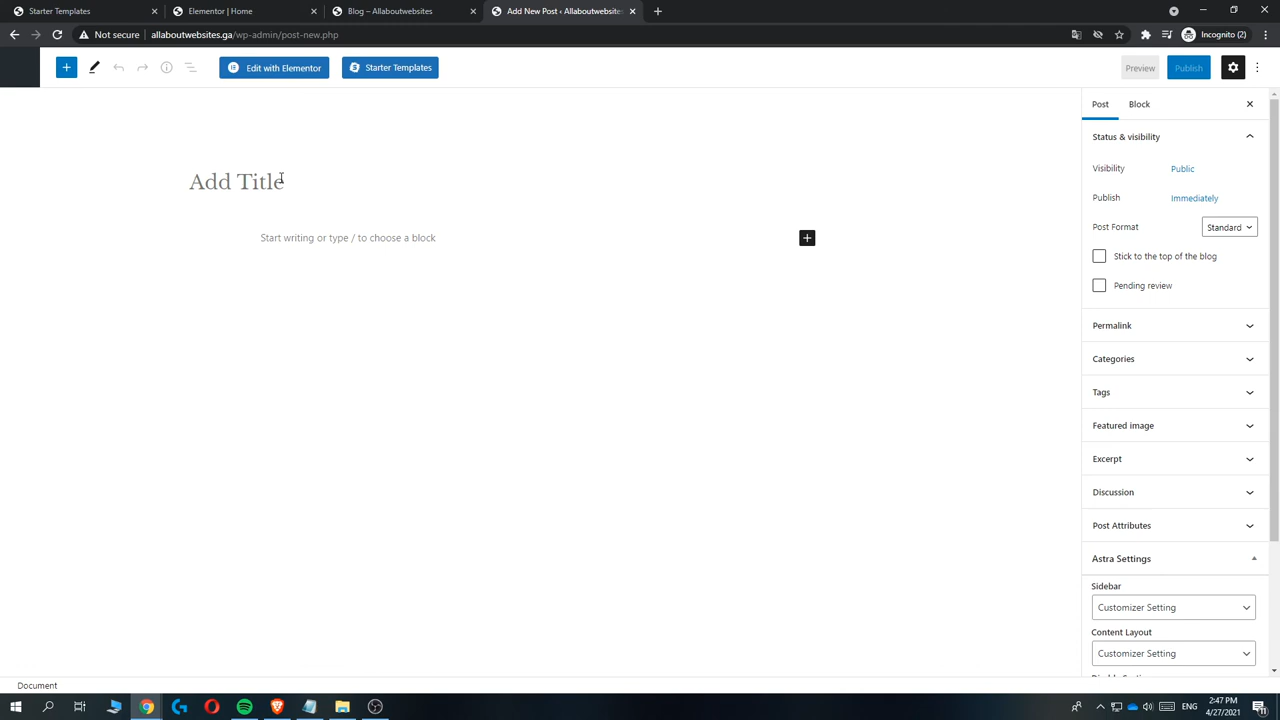 Starter Templates
Elementor | Home
Blog – Allaboutwebsites
Add New Post ‹ Allaboutwebsites
Not secure | allaboutwebsites.ga/wp-admin/post-new.php
Incognito (2)
Edit with Elementor
Starter Templates
Preview
Publish
Post
Block
Status & visibility
Visibility
Public
Publish
Immediately
Post Format
Standard
Stick to the top of the blog
Pending review
Permalink
Categories
Tags
Featured image
Excerpt
Discussion
Post Attributes
Astra Settings
Sidebar
Customizer Setting
Content Layout
Customizer Setting
Add Title
Start writing or type / to choose a block
Document
ENG
2:47 PM
4/27/2021